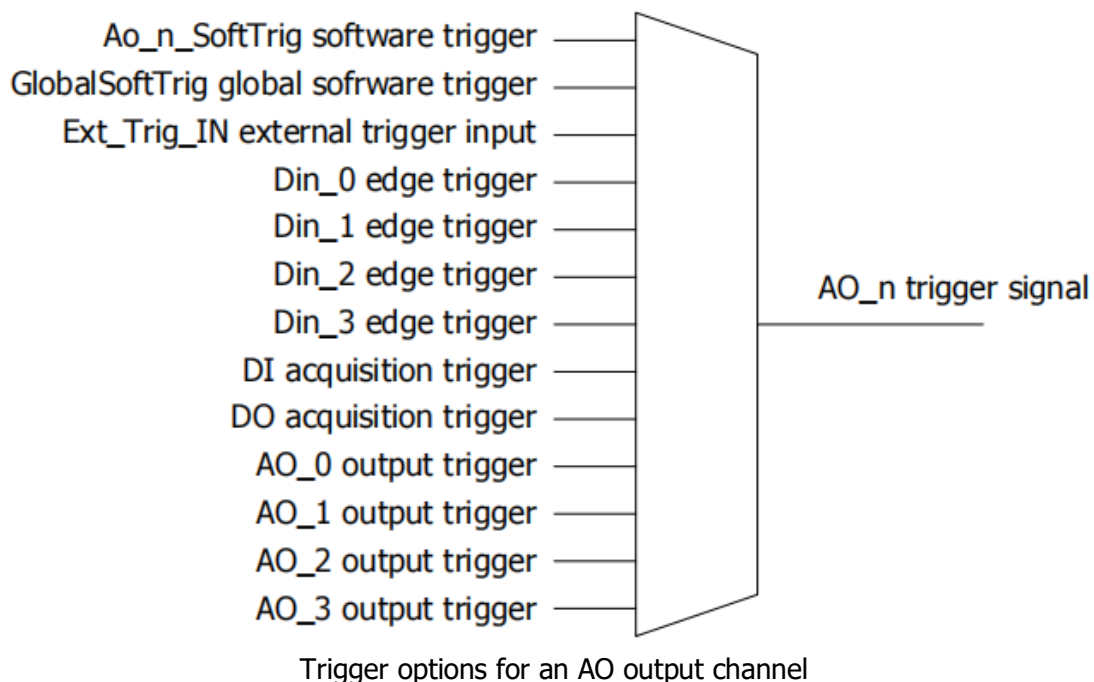 Ao_n_SoftTrig software trigger
GlobalSoftTrig global sofrware trigger
Ext_Trig_IN external trigger input
Din_0 edge trigger
Din_1 edge trigger
Din_2 edge trigger
Din_3 edge trigger
DI acquisition trigger
DO acquisition trigger
AO_0 output trigger
AO_1 output trigger
AO_2 output trigger
AO_3 output trigger
AO_n trigger signal
Trigger options for an AO output channel